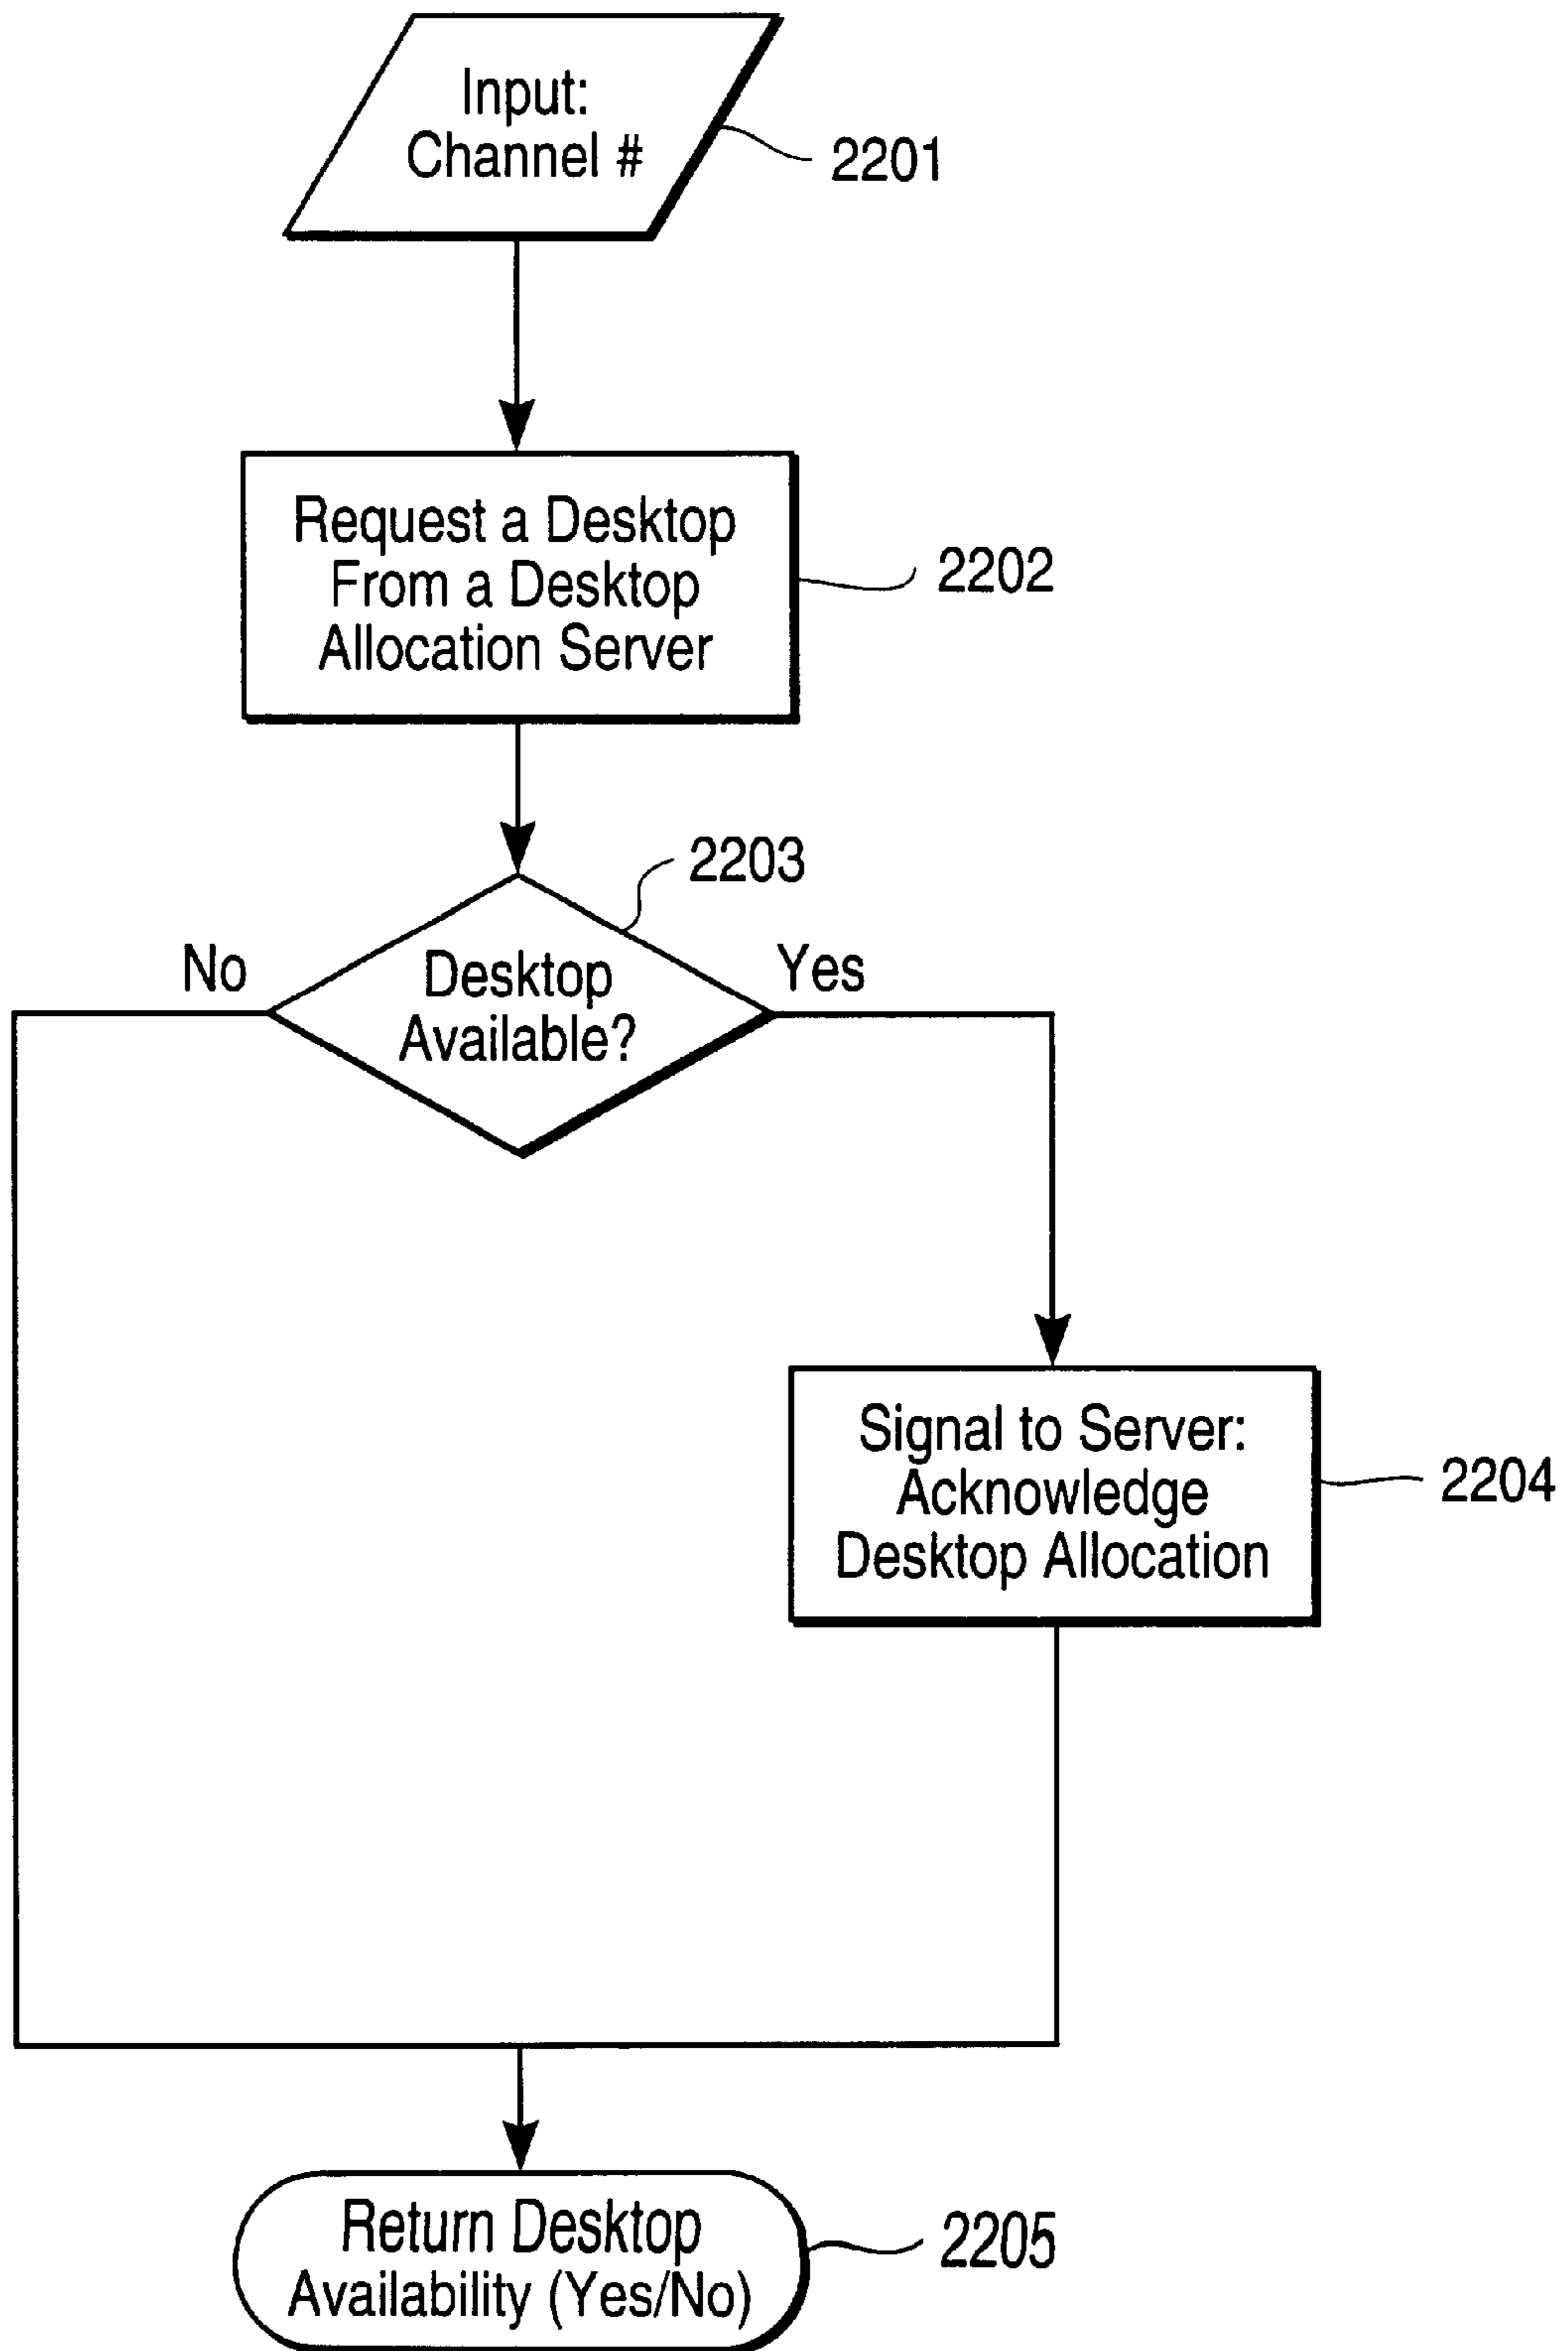 Input:
Channel #
2201
Request a Desktop
From a Desktop
Allocation Server
2202
2203
No
Desktop
Available?
Yes
Signal to Server:
Acknowledge
Desktop Allocation
2204
Return Desktop
Availability (Yes/No)
2205